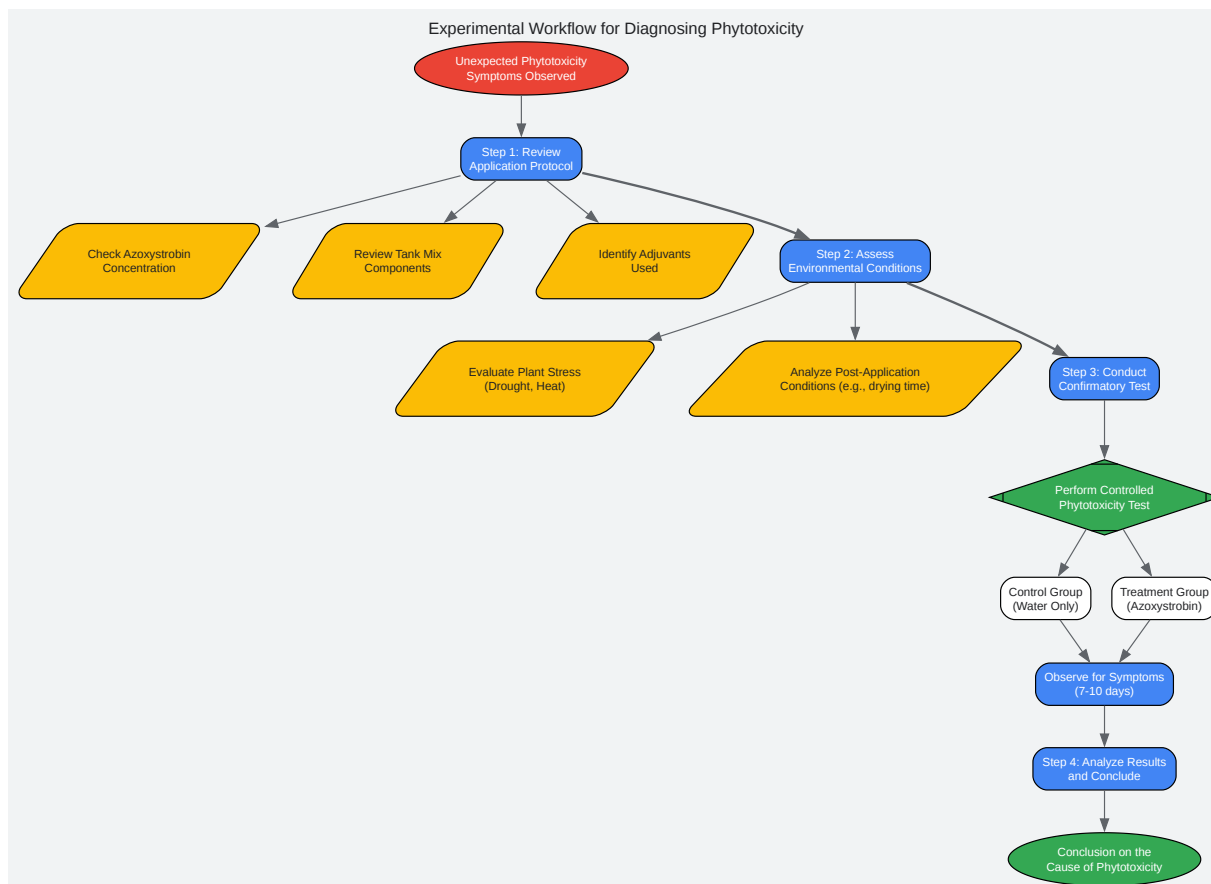 Experimental Workflow for Diagnosing Phytotoxicity
Unexpected Phytotoxicity
Symptoms Observed
Step 1: Review
Application Protocol
Check Azoxystrobin
Concentration
Review Tank Mix
Components
Identify Adjuvants
Used
Step 2: Assess
Environmental Conditions
Evaluate Plant Stress
(Drought, Heat)
Analyze Post-Application
Conditions (e.g., drying time)
Step 3: Conduct
Confirmatory Test
Perform Controlled
Phytotoxicity Test
Control Group
(Water Only)
Treatment Group
(Azoxystrobin)
Observe for Symptoms
(7-10 days)
Step 4: Analyze Results
and Conclude
Conclusion on the
Cause of Phytotoxicity